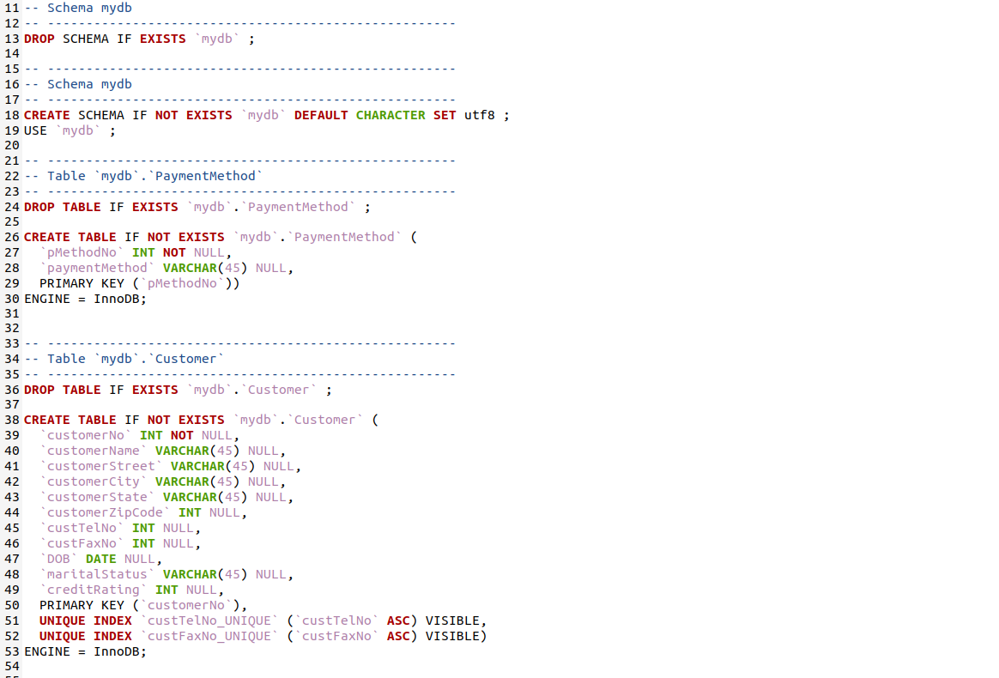 11 -- Schema mydb
12 -- -----------------------------------------------------
13 DROP SCHEMA IF EXISTS `mydb` ;
14
15 -- -----------------------------------------------------
16 -- Schema mydb
17 -- -----------------------------------------------------
18 CREATE SCHEMA IF NOT EXISTS `mydb` DEFAULT CHARACTER SET utf8 ;
19 USE `mydb` ;
20
21 -- -----------------------------------------------------
22 -- Table `mydb`.`PaymentMethod`
23 -- -----------------------------------------------------
24 DROP TABLE IF EXISTS `mydb`.`PaymentMethod` ;
25
26 CREATE TABLE IF NOT EXISTS `mydb`.`PaymentMethod` (
27   `pMethodNo` INT NOT NULL,
28   `paymentMethod` VARCHAR(45) NULL,
29   PRIMARY KEY (`pMethodNo`))
30 ENGINE = InnoDB;
31
32
33 -- -----------------------------------------------------
34 -- Table `mydb`.`Customer`
35 -- -----------------------------------------------------
36 DROP TABLE IF EXISTS `mydb`.`Customer` ;
37
38 CREATE TABLE IF NOT EXISTS `mydb`.`Customer` (
39   `customerNo` INT NOT NULL,
40   `customerName` VARCHAR(45) NULL,
41   `customerStreet` VARCHAR(45) NULL,
42   `customerCity` VARCHAR(45) NULL,
43   `customerState` VARCHAR(45) NULL,
44   `customerZipCode` INT NULL,
45   `custTelNo` INT NULL,
46   `custFaxNo` INT NULL,
47   `DOB` DATE NULL,
48   `maritalStatus` VARCHAR(45) NULL,
49   `creditRating` INT NULL,
50   PRIMARY KEY (`customerNo`),
51   UNIQUE INDEX `custTelNo_UNIQUE` (`custTelNo` ASC) VISIBLE,
52   UNIQUE INDEX `custFaxNo_UNIQUE` (`custFaxNo` ASC) VISIBLE)
53 ENGINE = InnoDB;
54